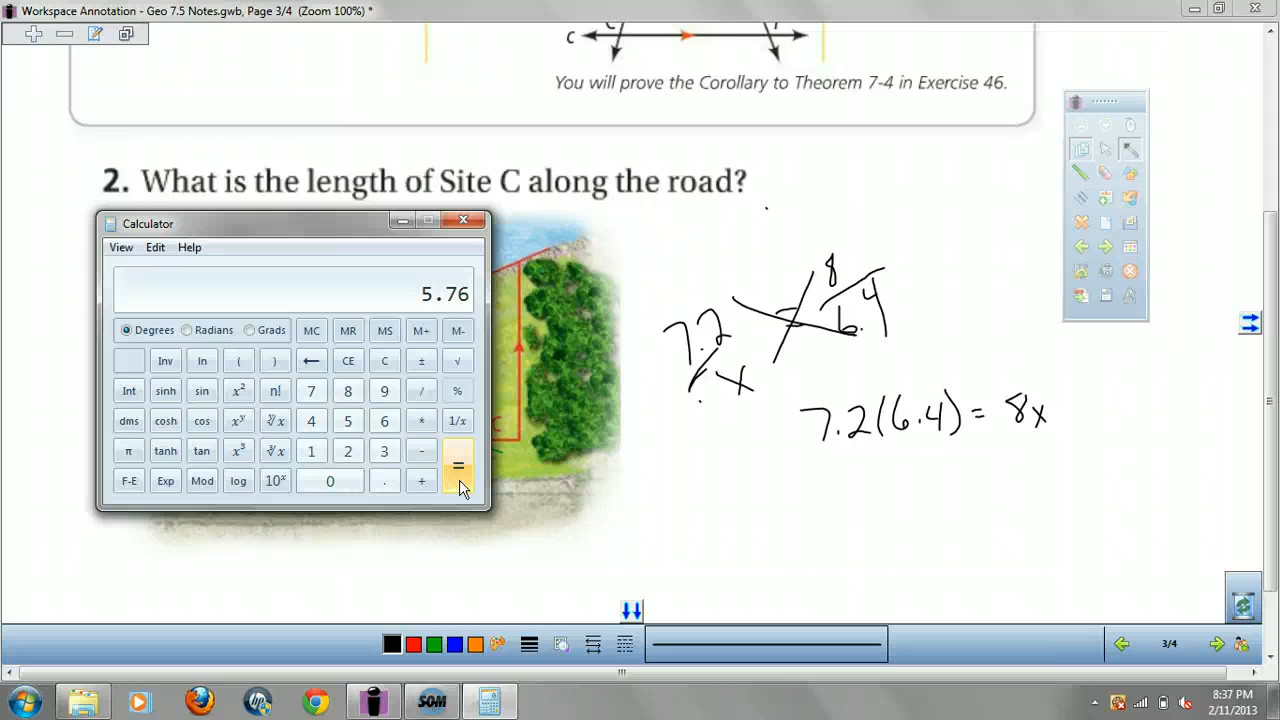 Workspace Annotation - Geo 7.5 Notes.gwb, Page 3/4 (Zoom 100%) *
c
You will prove the Corollary to Theorem 7-4 in Exercise 46.
2. What is the length of Site C along the road?
Calculator
View Edit Help
5.76
Degrees Radians Grads MC MR MS M+ M-
Inv ln ( ) ← CE C ± √
Int sinh sin x² n! 7 8 9 / %
dms cosh cos xʸ ʸ√x 4 5 6 * 1/x
π tanh tan x³ ³√x 1 2 3 - =
F-E Exp Mod log 10ˣ 0 . +
C
8
7.2 6.4
x
7.2(6.4) = 8x
3/4
SOM
8:37 PM
2/11/2013